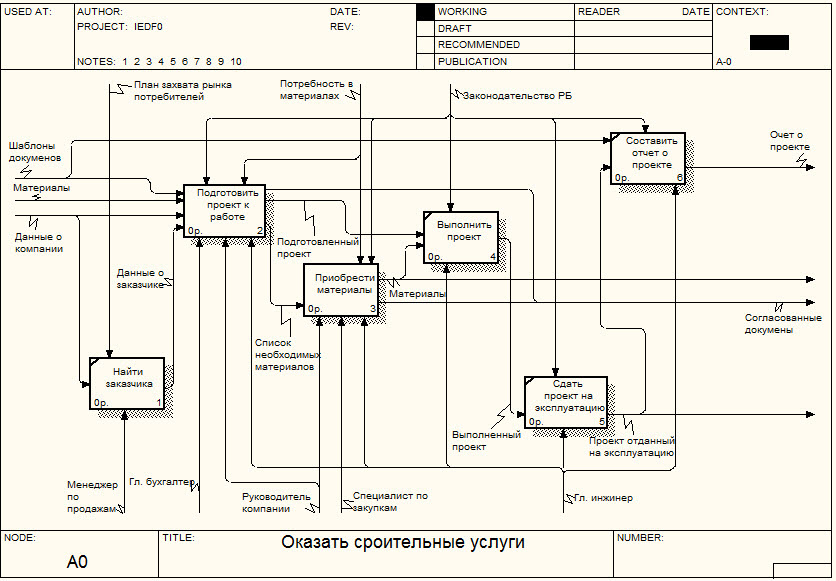 USED AT:
AUTHOR:
DATE:
WORKING
READER
DATE
CONTEXT:
PROJECT: IEDF0
REV:
DRAFT
RECOMMENDED
NOTES: 1 2 3 4 5 6 7 8 9 10
PUBLICATION
A-0
План захвата рынка
потребителей
Потребность в
материалах
Законодательство РБ
Шаблоны
докуменов
Материалы
Данные о
компании
Составить
отчет о
проекте
0р.
6
Очет о
проекте
Подготовить
проект к
работе
0р.
2
Выполнить
проект
0р.
4
Подготовленный
проект
Данные о
заказчике
Приобрести
материалы
0р.
3
Материалы
Согласованные
докумены
Список
необходимых
материалов
Найти
заказчика
0р.
1
Сдать
проект на
эксплуатацию
0р.
5
Выполненный
проект
Проект отданный
на эксплуатацию
Менеджер
по
продажам
Гл. бухгалтер
Руководитель
компании
Специалист по
закупкам
Гл. инжинер
NODE:
TITLE:
NUMBER:
A0
Оказать сроительные услуги